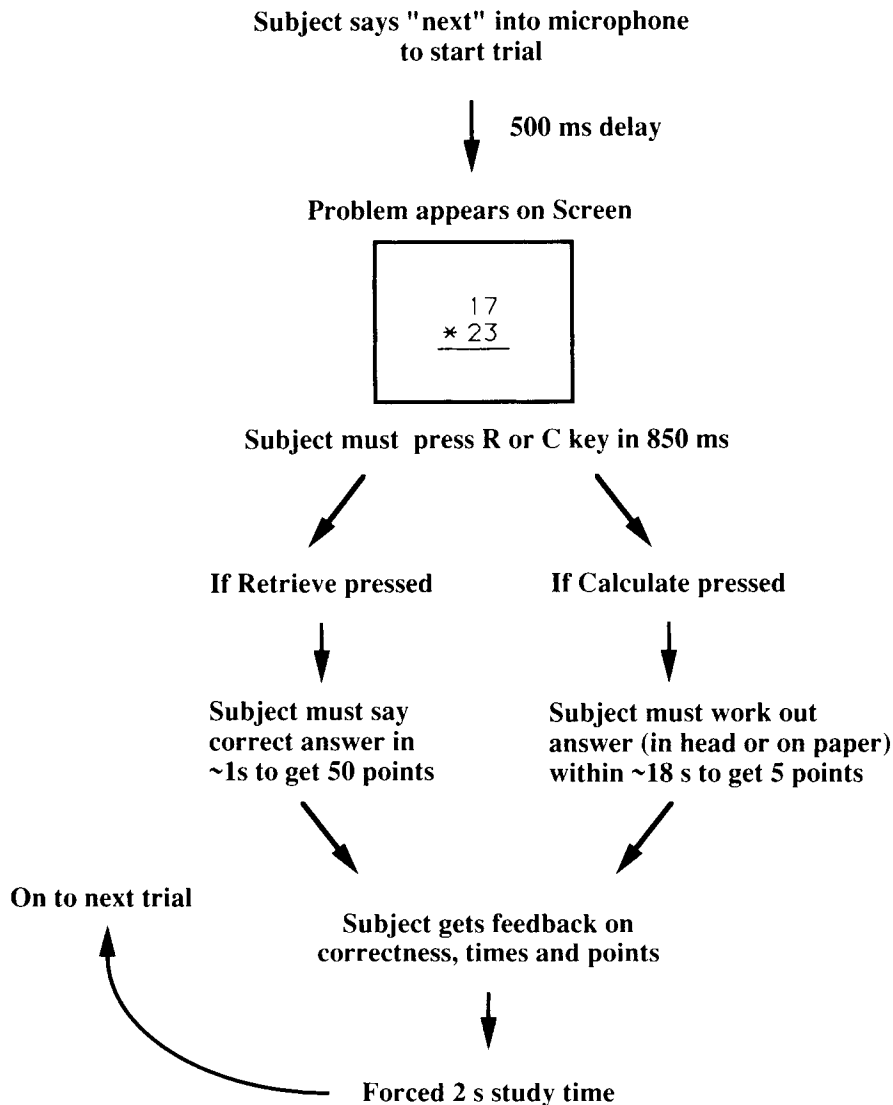 Subject says "next" into microphone
to start trial
500 ms delay
Problem appears on Screen
17
* 23
Subject must press R or C key in 850 ms
If Retrieve pressed
If Calculate pressed
Subject must say
correct answer in
~1s to get 50 points
Subject must work out
answer (in head or on paper)
within ~18 s to get 5 points
On to next trial
Subject gets feedback on
correctness, times and points
Forced 2 s study time